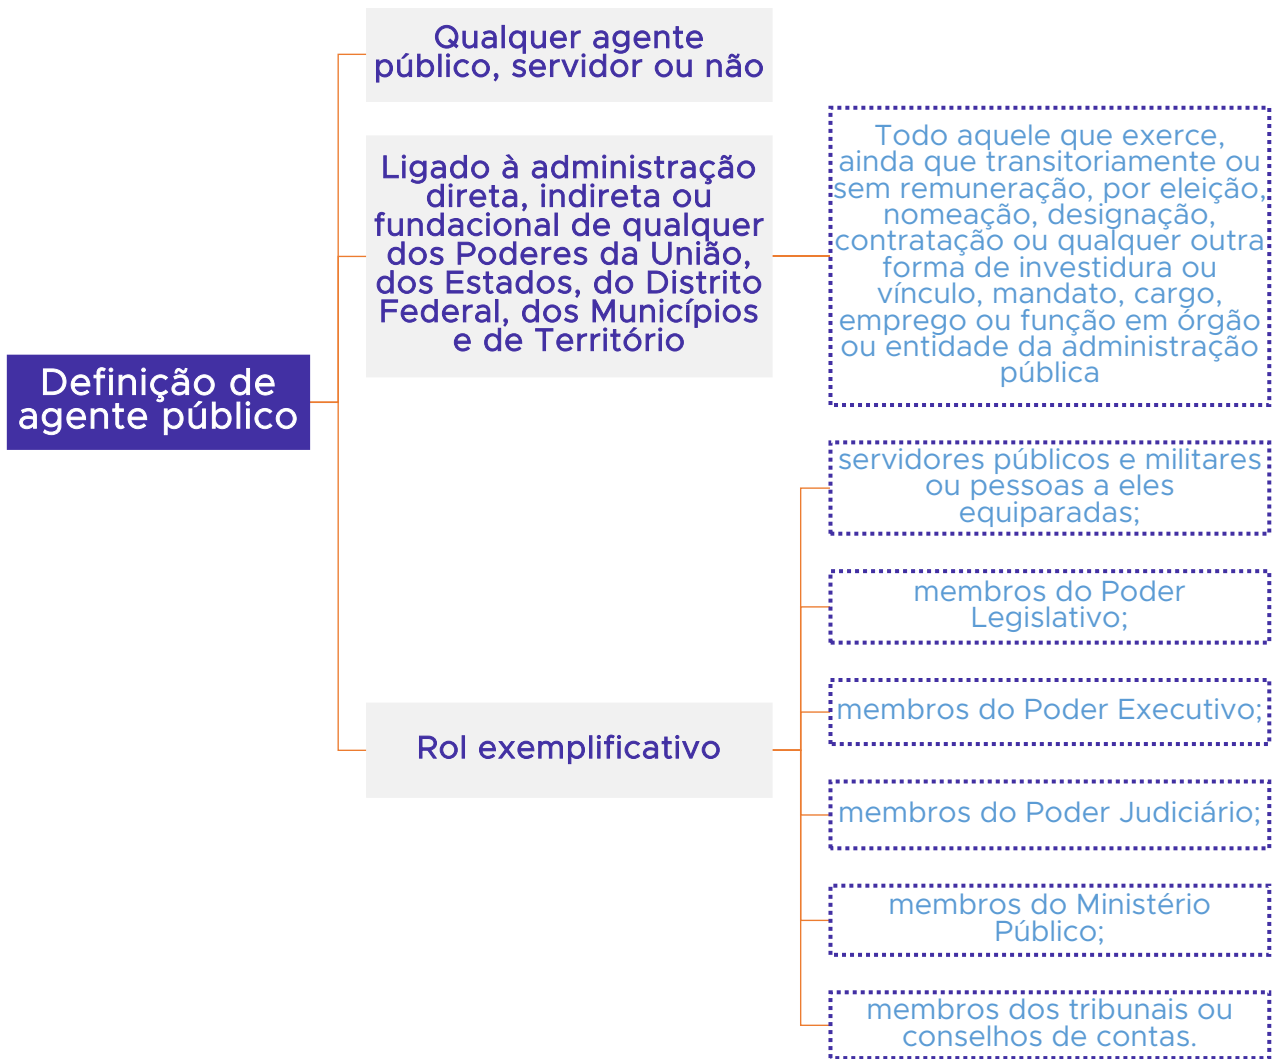 Qualquer agente
público, servidor ou não
Ligado à administração
direta, indireta ou
fundacional de qualquer
dos Poderes da União,
dos Estados, do Distrito
Federal, dos Municípios
e de Território
Todo aquele que exerce,
ainda que transitoriamente ou
sem remuneração, por eleição,
nomeação, designação,
contratação ou qualquer outra
forma de investidura ou
vínculo, mandato, cargo,
emprego ou função em órgão
ou entidade da administração
pública
Definição de
agente público
Rol exemplificativo
servidores públicos e militares
ou pessoas a eles
equiparadas;
membros do Poder
Legislativo;
membros do Poder Executivo;
membros do Poder Judiciário;
membros do Ministério
Público;
membros dos tribunais ou
conselhos de contas.